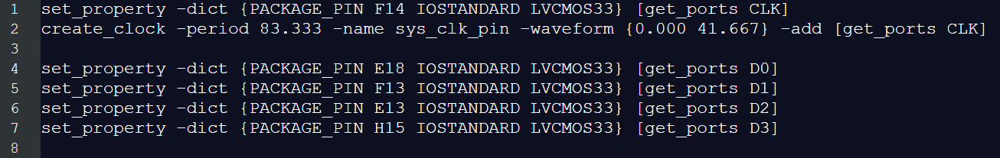 1 set_property -dict {PACKAGE_PIN F14 IOSTANDARD LVCMOS33} [get_ports CLK]
2 create_clock -period 83.333 -name sys_clk_pin -waveform {0.000 41.667} -add [get_ports CLK]
3
4 set_property -dict {PACKAGE_PIN E18 IOSTANDARD LVCMOS33} [get_ports D0]
5 set_property -dict {PACKAGE_PIN F13 IOSTANDARD LVCMOS33} [get_ports D1]
6 set_property -dict {PACKAGE_PIN E13 IOSTANDARD LVCMOS33} [get_ports D2]
7 set_property -dict {PACKAGE_PIN H15 IOSTANDARD LVCMOS33} [get_ports D3]
8